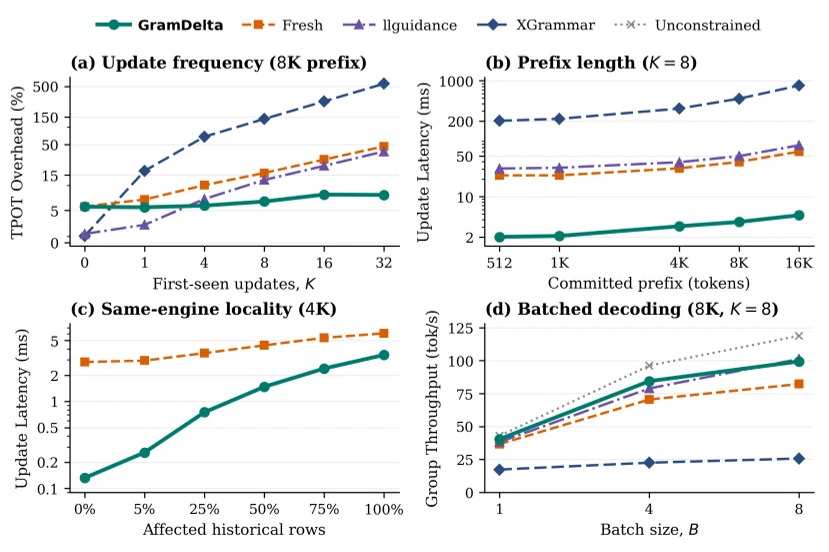 GramDelta Fresh llguidance XGrammar Unconstrained
(a) Update frequency (8K prefix)
TPOT Overhead (%)
500
150
50
15
5
0
0 1 4 8 16 32
First-seen updates, K
(b) Prefix length (K = 8)
Update Latency (ms)
1000
200
50
10
2
512 1K 4K 8K 16K
Committed prefix (tokens)
(c) Same-engine locality (4K)
Update Latency (ms)
5
2
1
0.5
0.2
0.1
0% 5% 25% 50% 75% 100%
Affected historical rows
(d) Batched decoding (8K, K = 8)
Group Throughput (tok/s)
125
100
75
50
25
0
1 4 8
Batch size, B